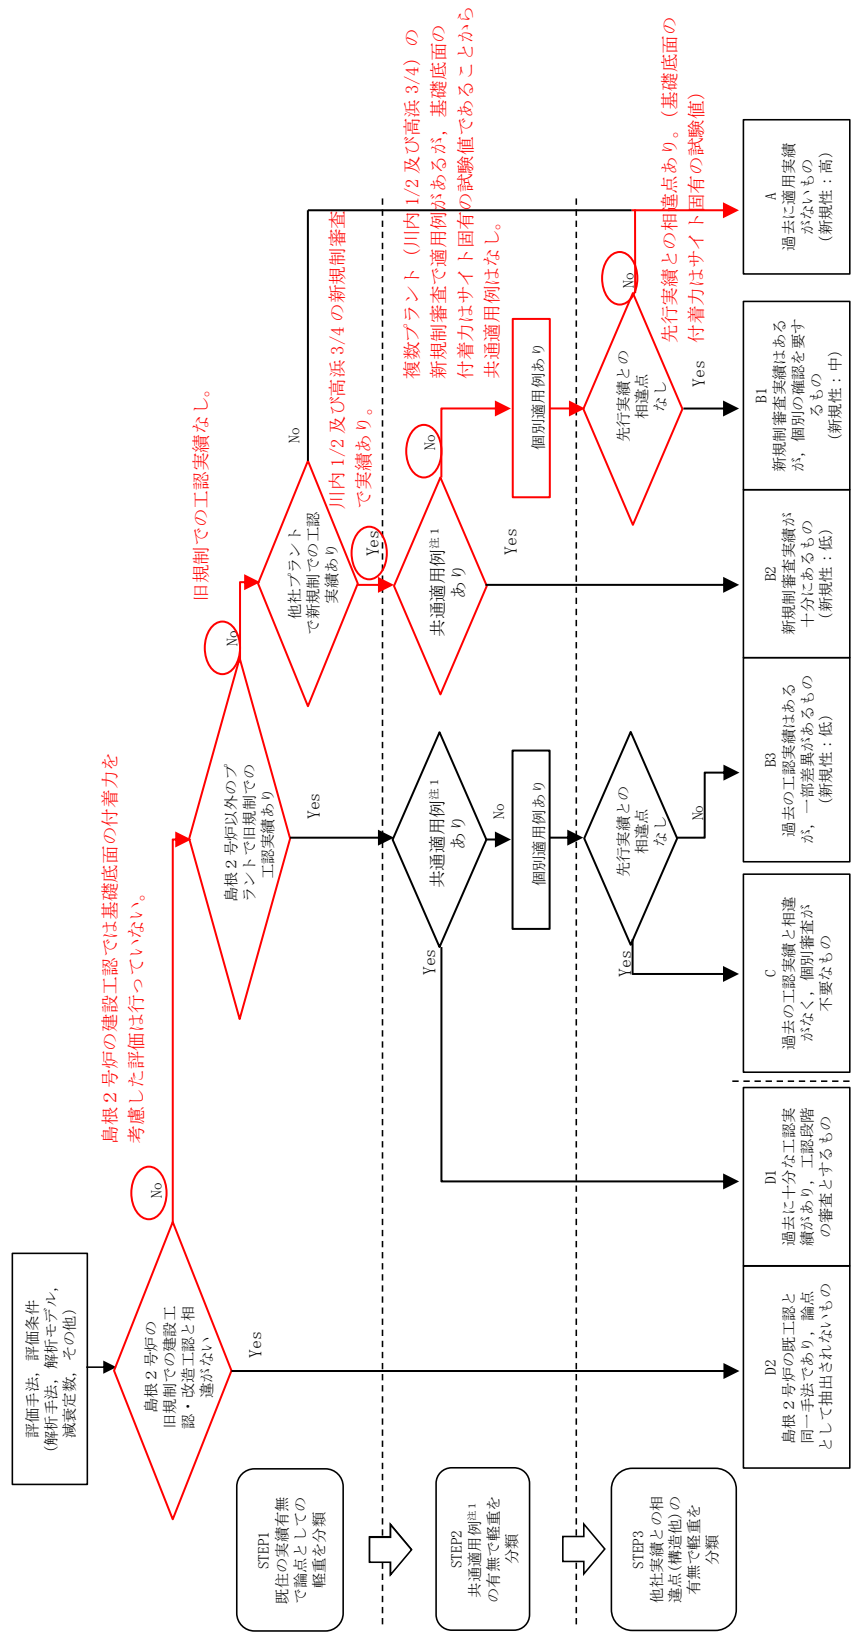 評価手法，評価条件
(解析手法，解析モデル，
減衰定数，その他)
島根２号炉の
旧規制での建設工
認・改造工認と相
違がない
No
Yes
島根２号炉の建設工認では基礎底面の付着力を
考慮した評価は行っていない。
島根２号炉以外のプ
ラントで旧規制での
工認実績あり
No
Yes
旧規制での工認実績なし。
他社プラント
で新規制での工認
実績あり
No
Yes
川内1/2及び高浜3/4の新規制審査
で実績あり。
STEP1
既往の実績有無
で論点としての
軽重を分類
共通適用例注１
あり
Yes
No
個別適用例あり
共通適用例注１
あり
No
Yes
複数プラント（川内1/2及び高浜3/4）の
新規制審査で適用例があるが，基礎底面の
付着力はサイト固有の試験値であることから
共通適用例はなし。
個別適用例あり
STEP2
共通適用例注１
の有無で軽重を
分類
先行実績との
相違点
なし
Yes
No
先行実績との
相違点
なし
No
Yes
先行実績との相違点あり。（基礎底面の
付着力はサイト固有の試験値）
STEP3
他社実績との相
違点(構造他)の
有無で軽重を
分類
D2
島根２号炉の既工認と
同一手法であり，論点
として抽出されないもの
D1
過去に十分な工認実
績があり，工認段階
の審査とするもの
C
過去の工認実績と相違
がなく，個別審査が
不要なもの
B3
過去の工認実績はある
が，一部差異があるもの
(新規性：低)
B2
新規制審査実績が
十分にあるもの
(新規性：低)
B1
新規制審査実績はある
が，個別の確認を要す
るもの
(新規性：中)
A
過去に適用実績
がないもの
(新規性：高)